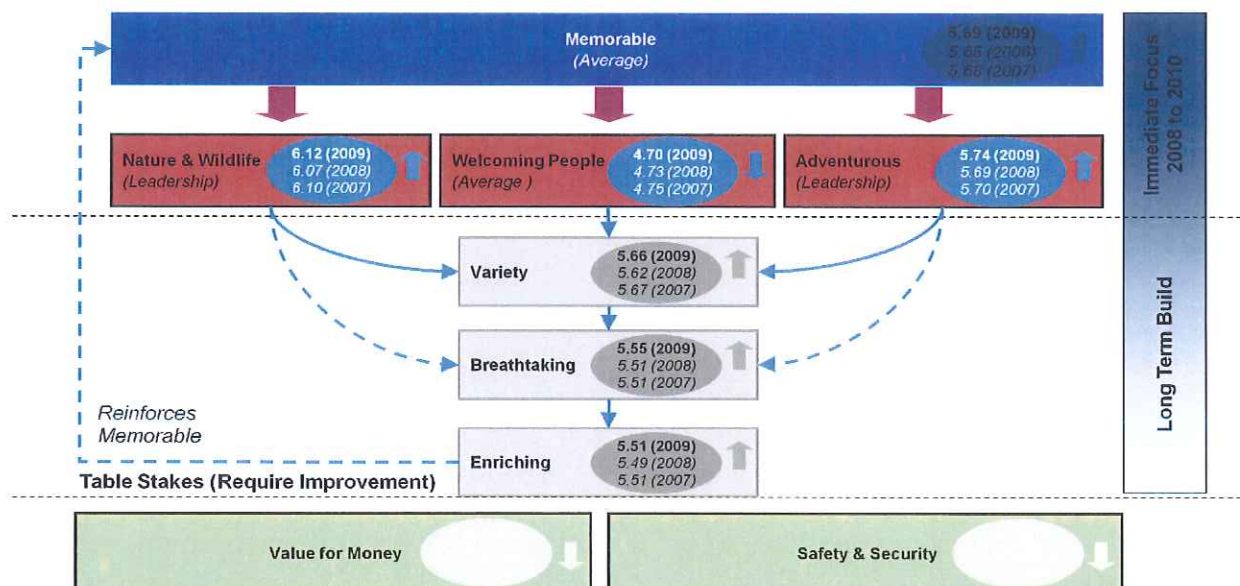 Memorable
(Average)
5.69 (2009)
5.65 (2008)
5.68 (2007)
Nature & Wildlife
(Leadership)
6.12 (2009)
6.07 (2008)
6.10 (2007)
Welcoming People
(Average )
4.70 (2009)
4.73 (2008)
4.75 (2007)
Adventurous
(Leadership)
5.74 (2009)
5.69 (2008)
5.70 (2007)
Immediate Focus
2008 to 2010
Variety
5.66 (2009)
5.62 (2008)
5.67 (2007)
Breathtaking
5.55 (2009)
5.51 (2008)
5.51 (2007)
Long Term Build
Reinforces
Memorable
Enriching
5.51 (2009)
5.49 (2008)
5.51 (2007)
Table Stakes (Require Improvement)
Value for Money
Safety & Security